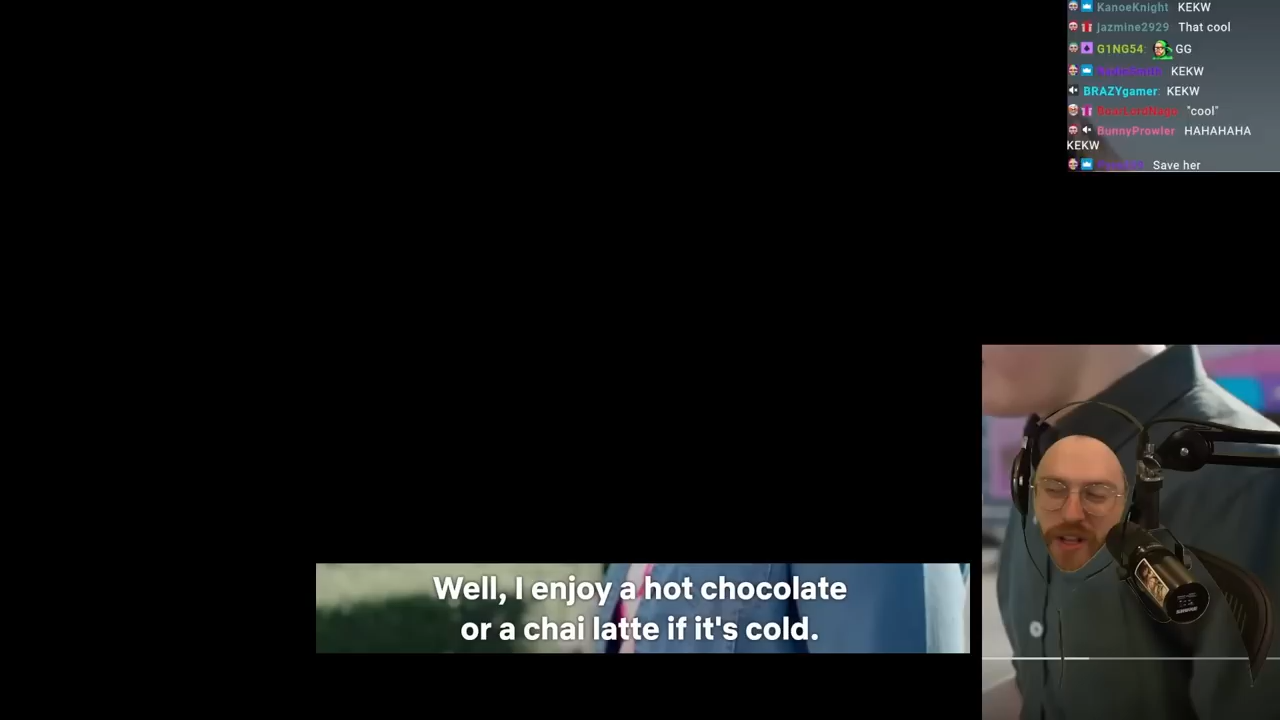 KanoeKnight KEKW
jazmine2929 That cool
G1NG54: GG
KEKW
BRAZYgamer: KEKW
"cool"
BunnyProwler HAHAHAHA
KEKW
Save her
Well, I enjoy a hot chocolate
or a chai latte if it's cold.